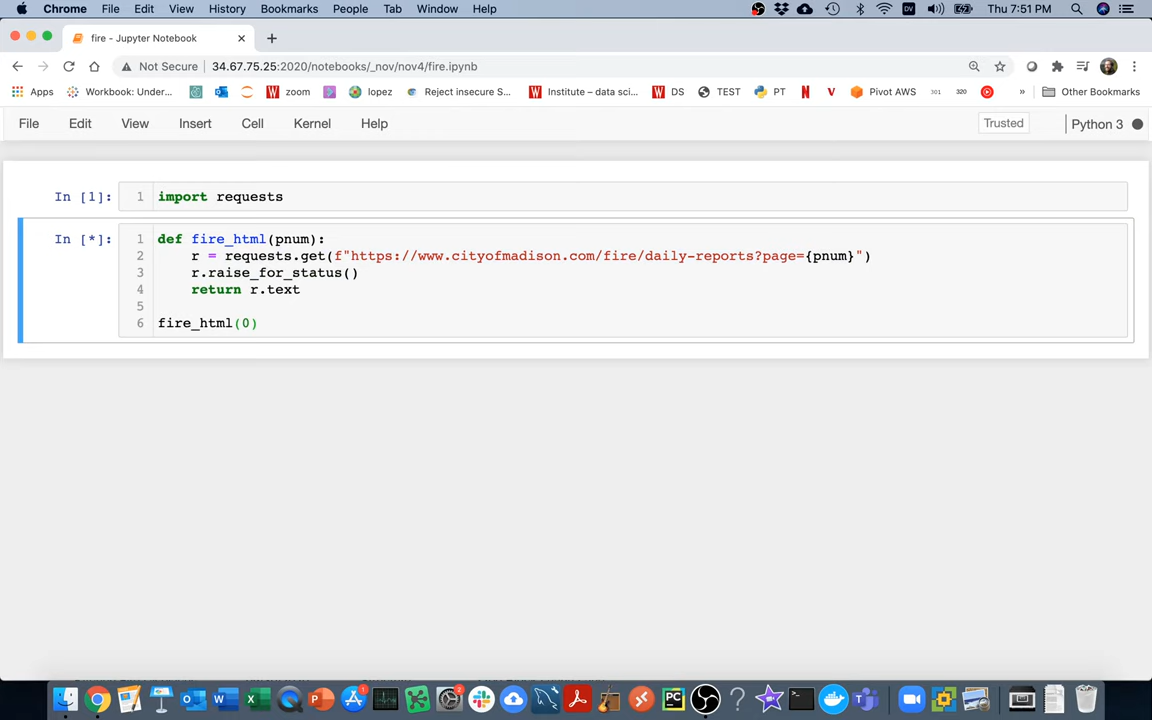 Chrome File Edit View History Bookmarks People Tab Window Help DV Thu 7:51 PM
fire - Jupyter Notebook
Not Secure 34.67.75.25:2020/notebooks/_nov/nov4/fire.ipynb
Apps Workbook: Under... zoom lopez Reject insecure S... Institute – data sci... DS TEST PT Pivot AWS 101 320 » Other Bookmarks
File Edit View Insert Cell Kernel Help Trusted Python 3
In [1]: 1 import requests
In [*]: 1 def fire_html(pnum):
2 r = requests.get(f"https://www.cityofmadison.com/fire/daily-reports?page={pnum}")
3 r.raise_for_status()
4 return r.text
5
6 fire_html(0)